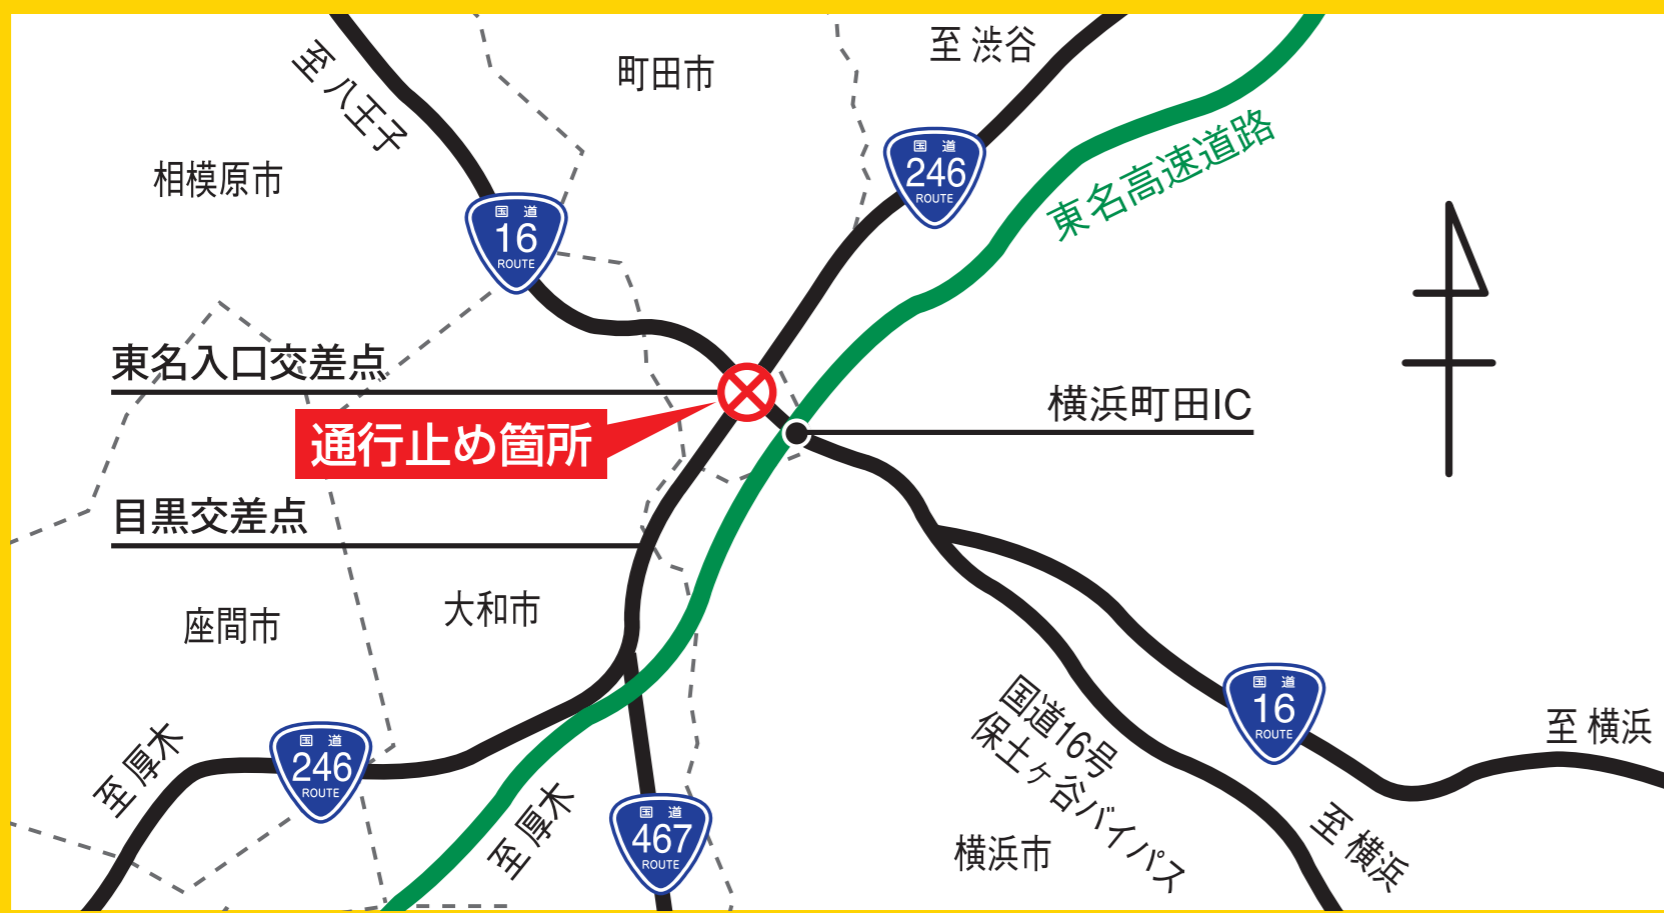 至 八王子
町田市
至 渋谷
相模原市
国道
16
ROUTE
国道
246
ROUTE
東名高速道路
東名入口交差点
通行止め箇所
横浜町田IC
目黒交差点
座間市
大和市
至 厚木
国道
246
ROUTE
至 厚木
国道
467
ROUTE
国道16号
保土ヶ谷バイパス
横浜市
国道
16
ROUTE
至 横浜
至 横浜